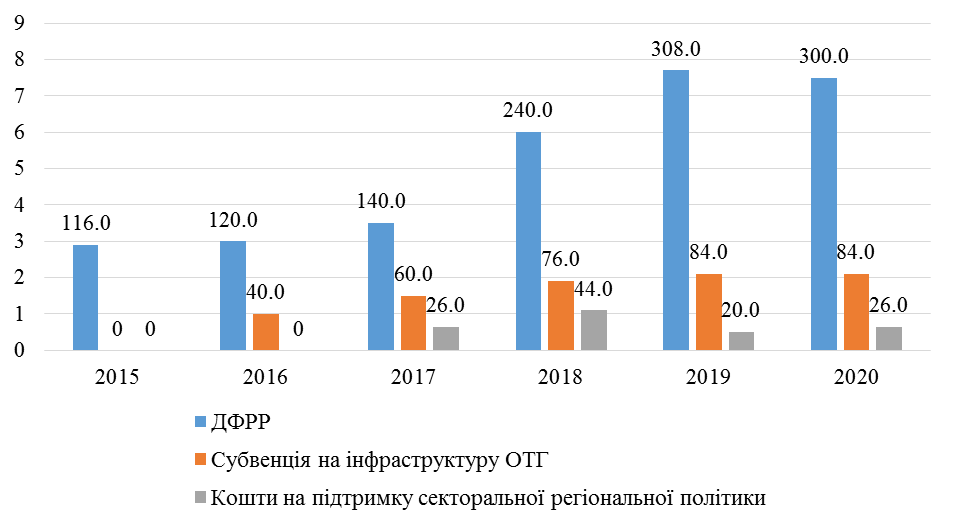 9
8
7
6
5
4
3
2
1
0
116.0 0 0
120.0 40.0 0
140.0 60.0 26.0
240.0 76.0 44.0
308.0 84.0 20.0
300.0 84.0 26.0
2015 2016 2017 2018 2019 2020
ДФРР
Субвенція на інфраструктуру ОТГ
Кошти на підтримку секторальної регіональної політики